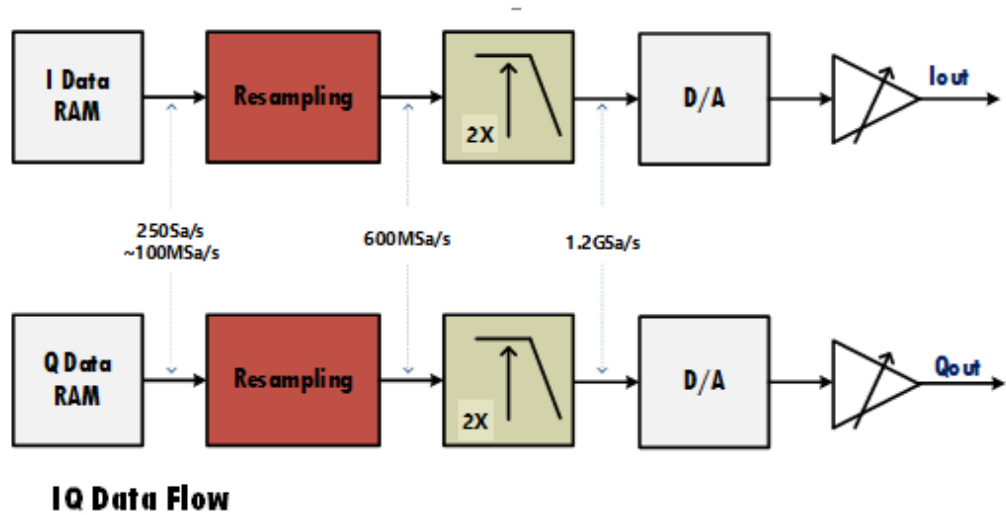 I Data
RAM
Resampling
2X
D/A
Iout
250Sa/s
~100MSa/s
600MSa/s
1.2GSa/s
Q Data
RAM
Resampling
2X
D/A
Qout
IQ Data Flow